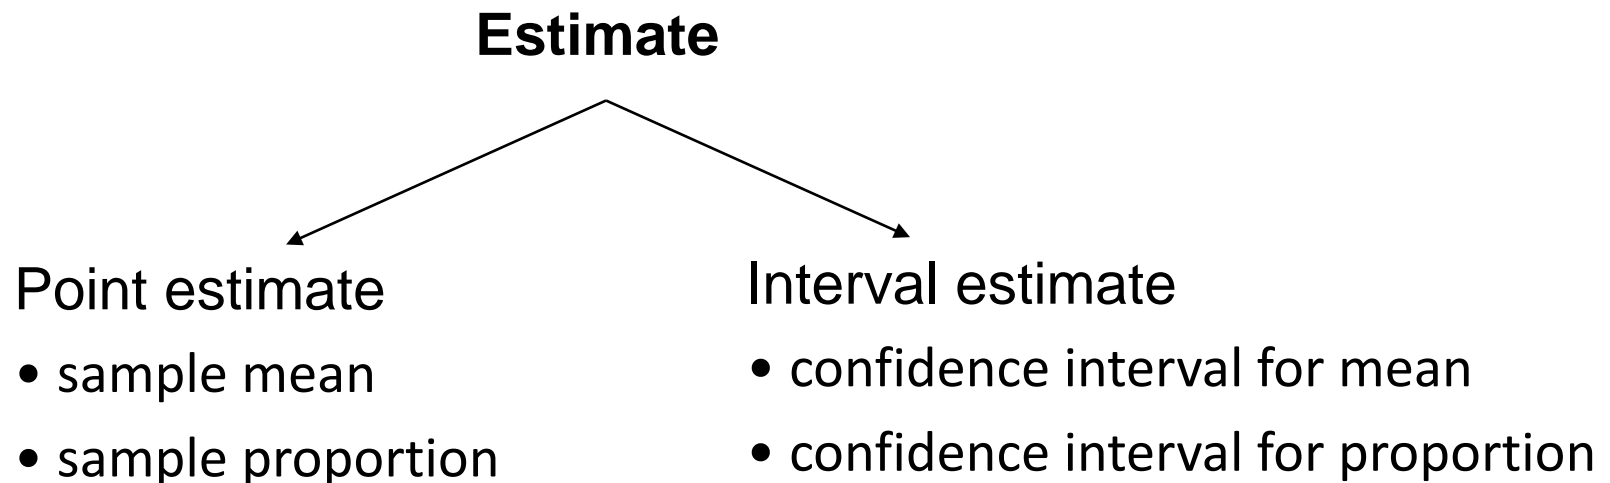 Estimate
Point estimate
• sample mean
• sample proportion
Interval estimate
• confidence interval for mean
• confidence interval for proportion